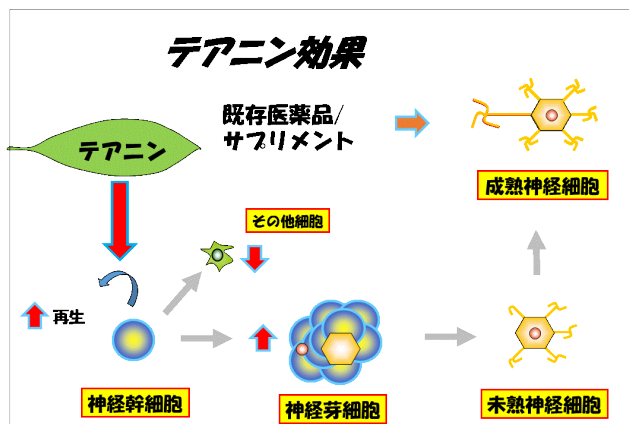 テアニン効果
既存医薬品/
サプリメント
テアニン
成熟神経細胞
その他細胞
再生
神経幹細胞
神経芽細胞
未熟神経細胞